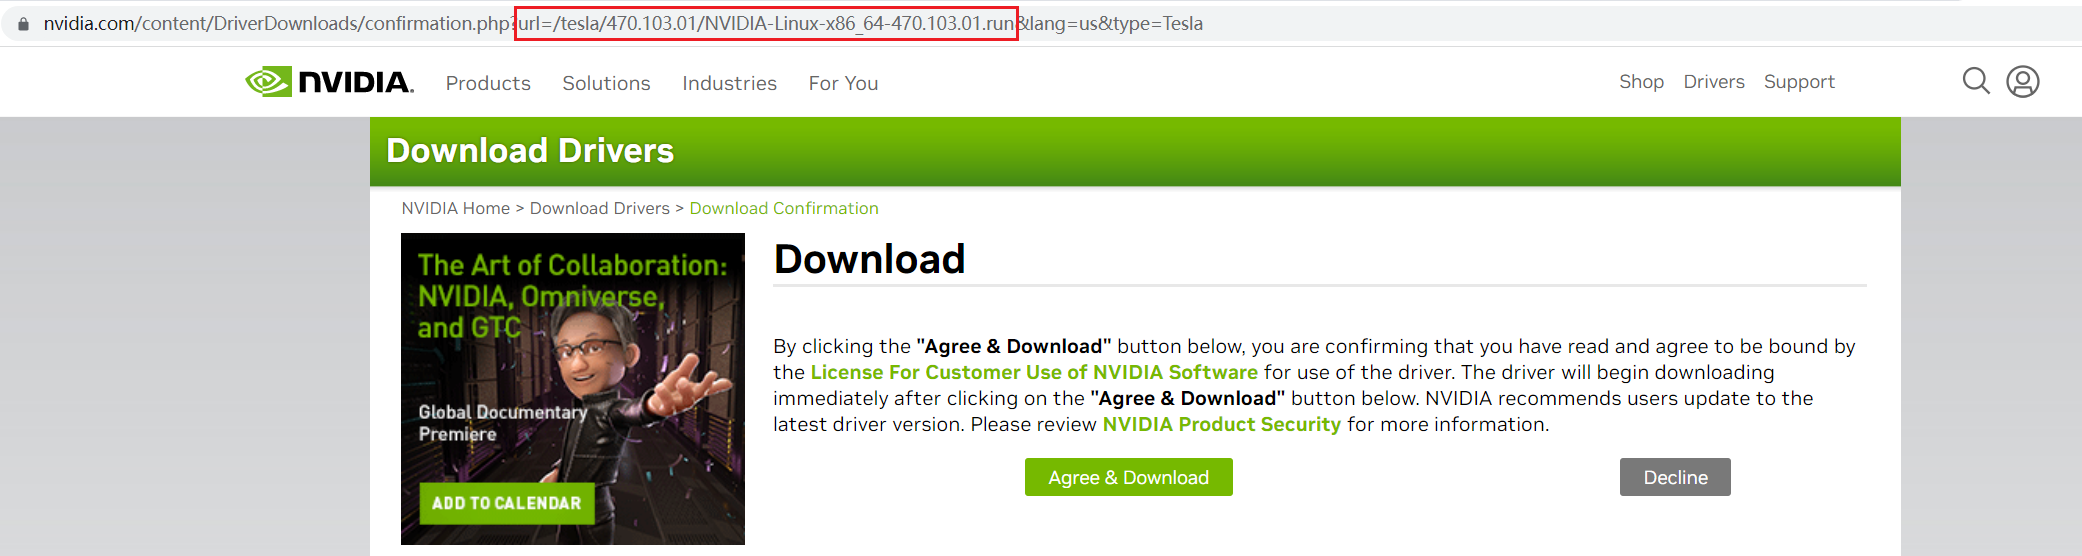 nvidia.com/content/DriverDownloads/confirmation.php?url=/tesla/470.103.01/NVIDIA-Linux-x86_64-470.103.01.run&lang=us&type=Tesla
NVIDIA. Products Solutions Industries For You Shop Drivers Support
Download Drivers
NVIDIA Home > Download Drivers > Download Confirmation
The Art of Collaboration:
NVIDIA, Omniverse,
and GTC
Global Documentary
Premiere
ADD TO CALENDAR
Download
By clicking the "Agree & Download" button below, you are confirming that you have read and agree to be bound by
the License For Customer Use of NVIDIA Software for use of the driver. The driver will begin downloading
immediately after clicking on the "Agree & Download" button below. NVIDIA recommends users update to the
latest driver version. Please review NVIDIA Product Security for more information.
Agree & Download Decline